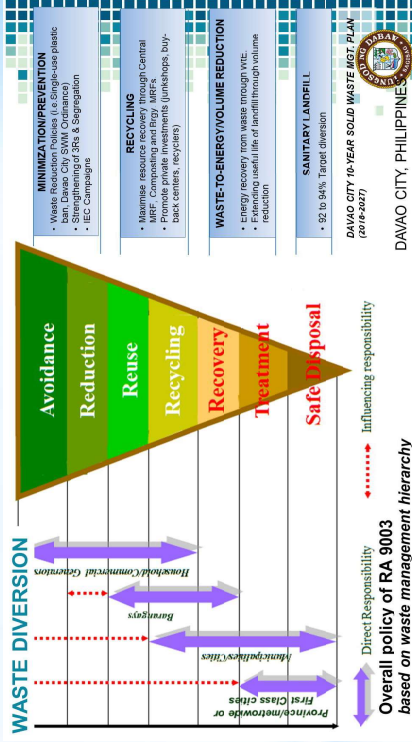 WASTE DIVERSION
Province/metrowide or
First Class cities
Municipalities/Cities
Barangays
Household/Commercial Generators
Avoidance
Reduction
Reuse
Recycling
Recovery
Treatment
Safe Disposal
Direct Responsibility
Influencing responsibility
Overall policy of RA 9003
based on waste management hierarchy
MINIMIZATION/PREVENTION
• Waste Reduction Policies (i.e.Single-use plastic
ban, Davao City SWM Ordinance)
• Strengthening of 3Rs & Segregation
• IEC Campaigns
RECYCLING
• Maximise resource recovery through Central
MRF, Composting and Brgy. MRFs
• Promote private investments (junkshops, buy-
back centers, recyclers)
WASTE-TO-ENERGY/VOLUME REDUCTION
• Energy recovery from waste through WtE.
• Extending useful life of landfill through volume
reduction
SANITARY LANDFILL
• 92 to 94% Target diversion
DAVAO CITY 10-YEAR SOLID WASTE MGT. PLAN
(2018-2027)
DAVAO CITY, PHILIPPINES